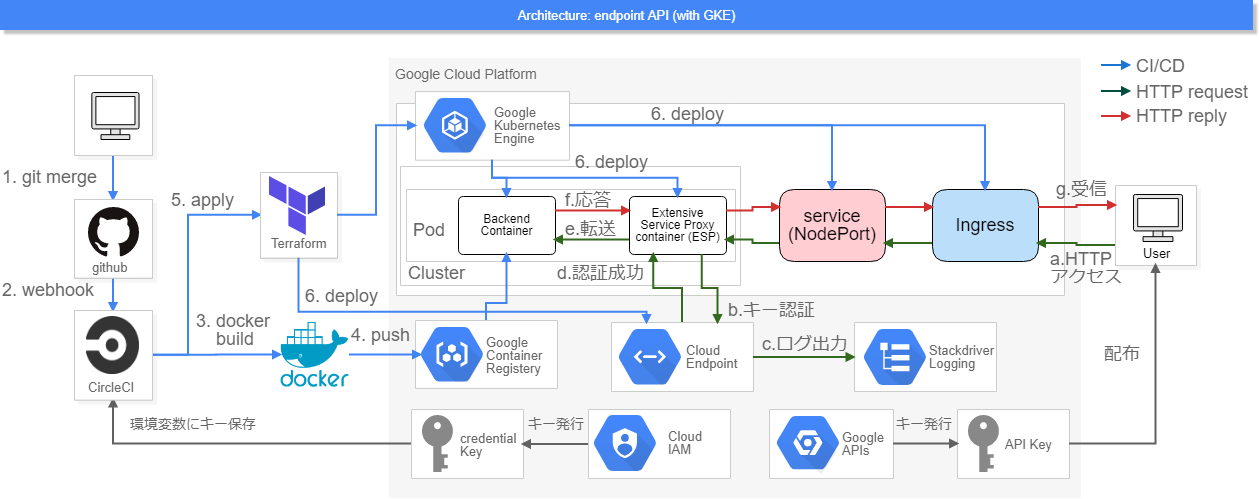 Architecture: endpoint API (with GKE)
Google Cloud Platform
CI/CD
HTTP request
HTTP reply
Google
Kubernetes
Engine
6. deploy
6. deploy
1. git merge
github
2. webhook
CircleCI
5. apply
Terraform
3. docker
build
docker
4. push
6. deploy
Pod
Cluster
Backend
Container
f.応答
e.転送
d.認証成功
Extensive
Service Proxy
container (ESP)
service
(NodePort)
Ingress
g.受信
a.HTTP
アクセス
User
b.キー認証
Google
Container
Registery
Cloud
Endpoint
c.ログ出力
Stackdriver
Logging
配布
環境変数にキー保存
credential
Key
キー発行
Cloud
IAM
Google
APIs
キー発行
API Key